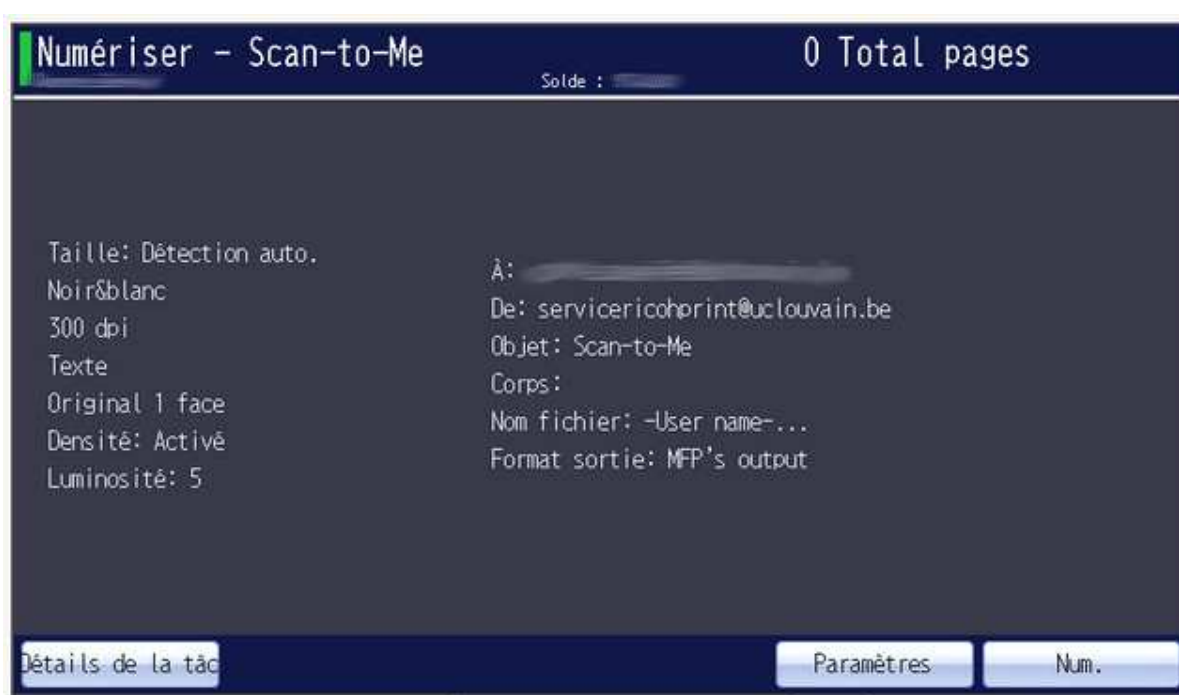 Numériser - Scan-to-Me
0 Total pages
Solde :
Taille: Détection auto.
Noir&blanc
300 dpi
Texte
Original 1 face
Densité: Activé
Luminosité: 5
À:
De: servicericohprint@uclouvain.be
Objet: Scan-to-Me
Corps:
Nom fichier: -User name-...
Format sortie: MFP's output
Détails de la tâc
Paramètres
Num.